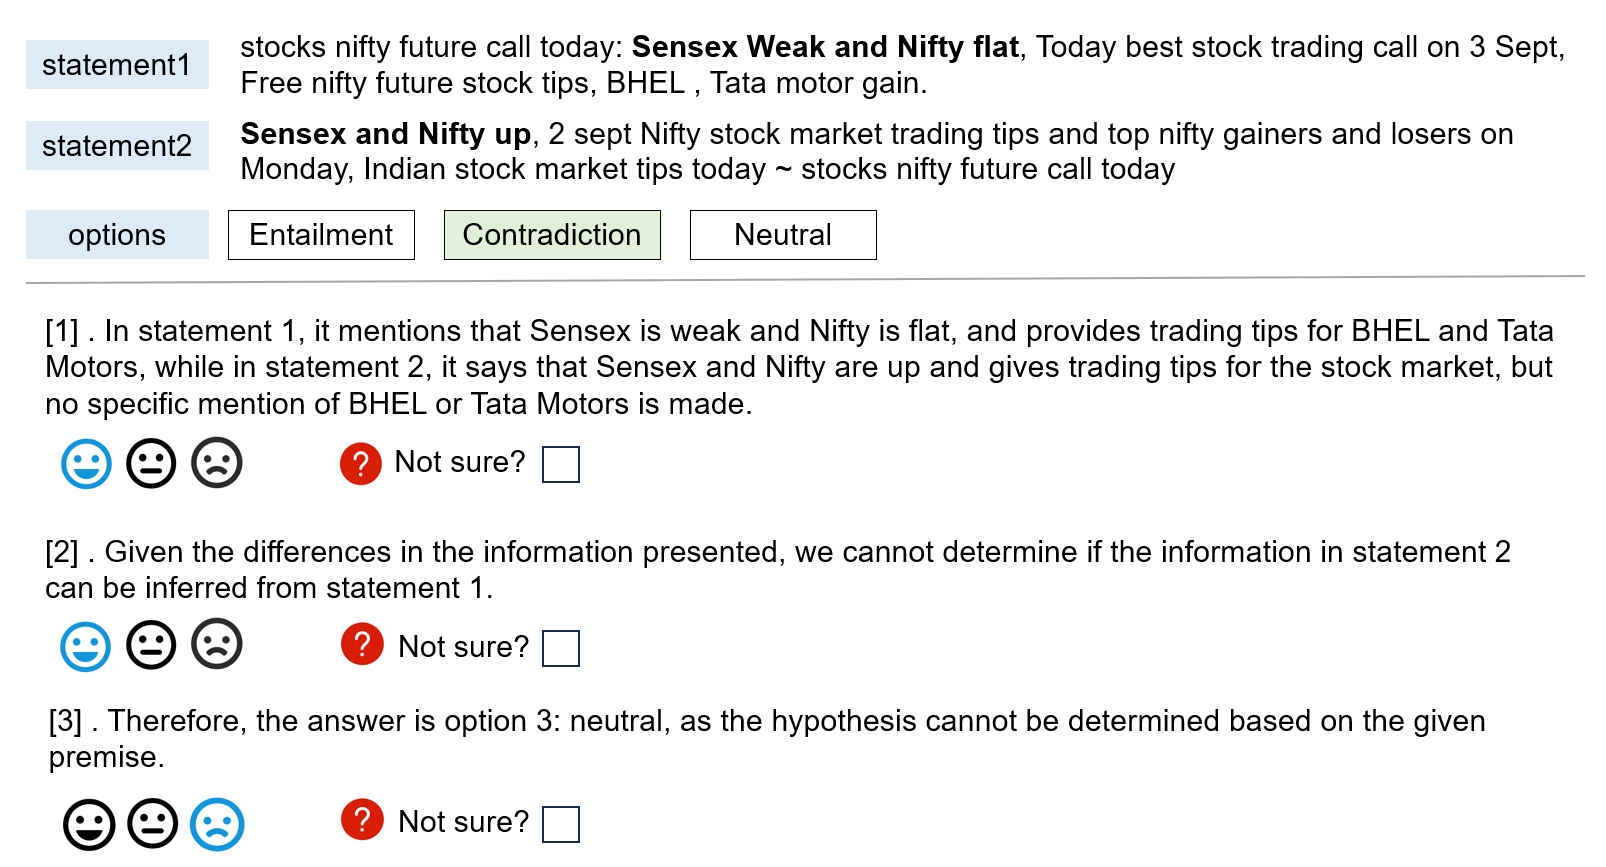 statement1
stocks nifty future call today: Sensex Weak and Nifty flat, Today best stock trading call on 3 Sept,
Free nifty future stock tips, BHEL , Tata motor gain.
statement2
Sensex and Nifty up, 2 sept Nifty stock market trading tips and top nifty gainers and losers on
Monday, Indian stock market tips today ~ stocks nifty future call today
options Entailment Contradiction Neutral
[1] . In statement 1, it mentions that Sensex is weak and Nifty is flat, and provides trading tips for BHEL and Tata
Motors, while in statement 2, it says that Sensex and Nifty are up and gives trading tips for the stock market, but
no specific mention of BHEL or Tata Motors is made.
? Not sure?
[2] . Given the differences in the information presented, we cannot determine if the information in statement 2
can be inferred from statement 1.
? Not sure?
[3] . Therefore, the answer is option 3: neutral, as the hypothesis cannot be determined based on the given
premise.
? Not sure?